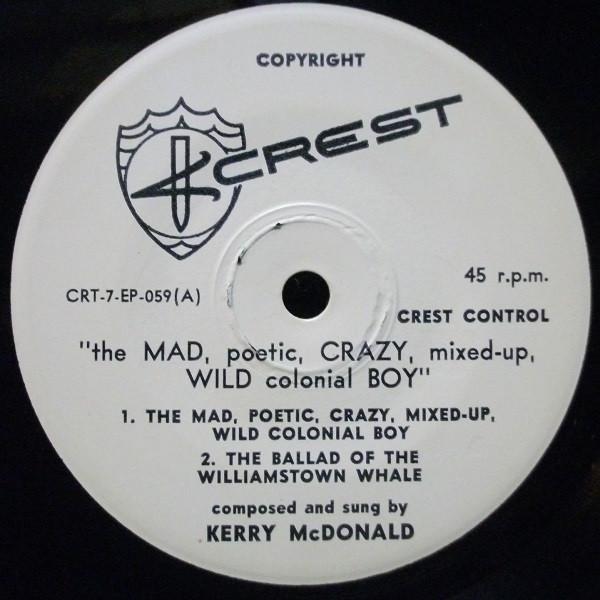 COPYRIGHT
CREST
CRT-7-EP-059(A)
45 r.p.m.
CREST CONTROL
"the MAD, poetic, CRAZY, mixed-up,
WILD colonial BOY"
1. THE MAD, POETIC, CRAZY, MIXED-UP,
WILD COLONIAL BOY
2. THE BALLAD OF THE
WILLIAMSTOWN WHALE
composed and sung by
KERRY McDONALD